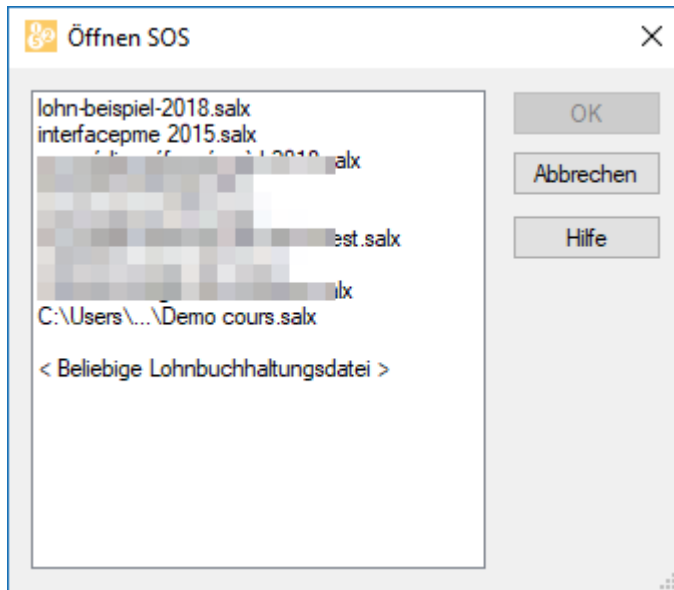 Öffnen SOS
lohn-beispiel-2018.salx
interfacepme 2015.salx
alx
est.salx
lx
C:\Users\...\Demo cours.salx
< Beliebige Lohnbuchhaltungsdatei >
OK
Abbrechen
Hilfe